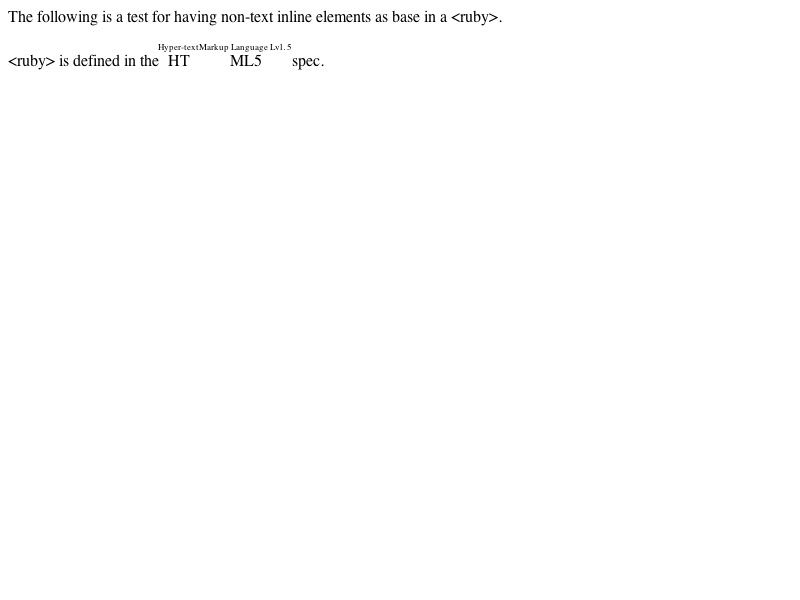 The following is a test for having non-text inline elements as base in a <ruby>.
Hyper-textMarkup Language Lv1.5
<ruby> is defined in the HT ML5 spec.